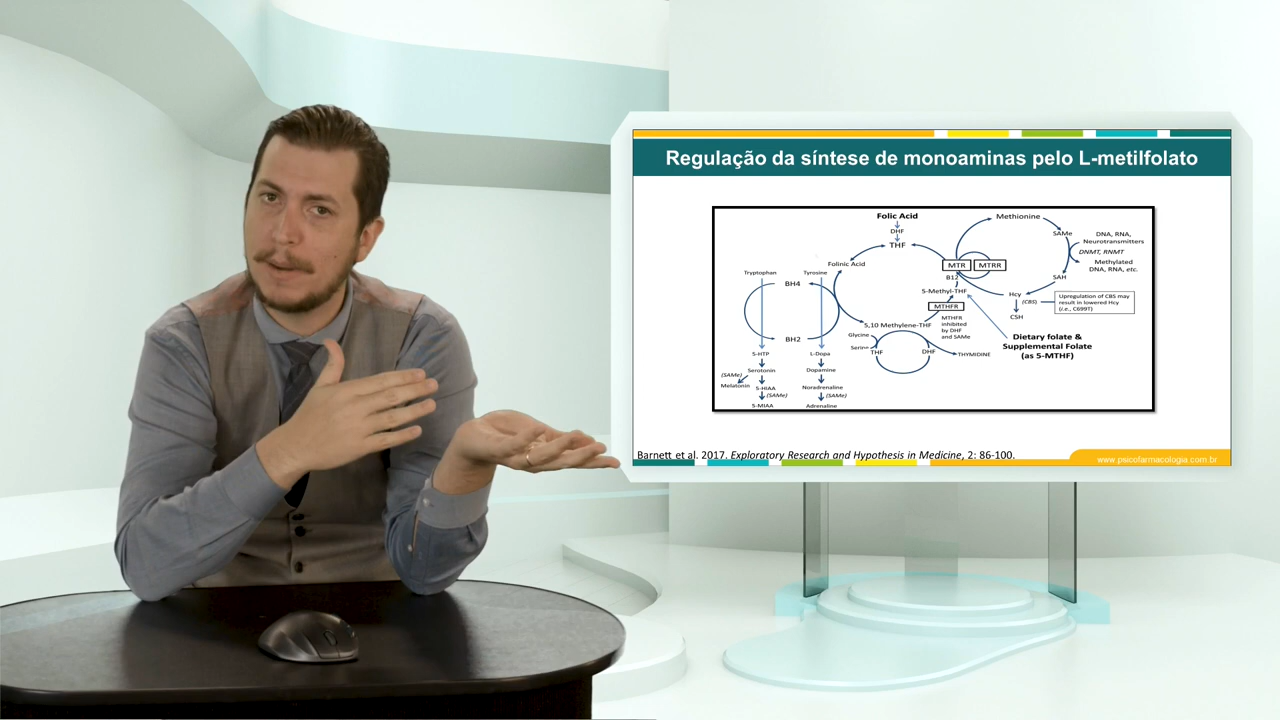 Regulação da síntese de monoaminas pelo L-metilfolato
Folic Acid
DHF
THF
Methionine
SAMe
DNA, RNA,
Neurotransmitters
DNMT, RNMT
Methylated
DNA, RNA, etc.
SAH
Folinic Acid
MTR
MTRR
B12
5-Methyl-THF
MTHFR
MTHFR
inhibited
by DHF
and SAMe
Hcy
(CBS)
CSH
Upregulation of CBS may
result in lowered Hcy
(i.e., C699T)
Tryptophan
Tyrosine
BH4
BH2
5,10 Methylene-THF
Glycine
Serine
THF
DHF
THYMIDINE
Dietary folate &
Supplemental Folate
(as 5-MTHF)
5-HTP
Serotonin
(SAMe)
Melatonin
5-HIAA
(SAMe)
5-MIAA
L-Dopa
Dopamine
Noradrenaline
(SAMe)
Adrenaline
Barnett et al. 2017. Exploratory Research and Hypothesis in Medicine, 2: 86-100.
www.psicofarmacologia.com.br